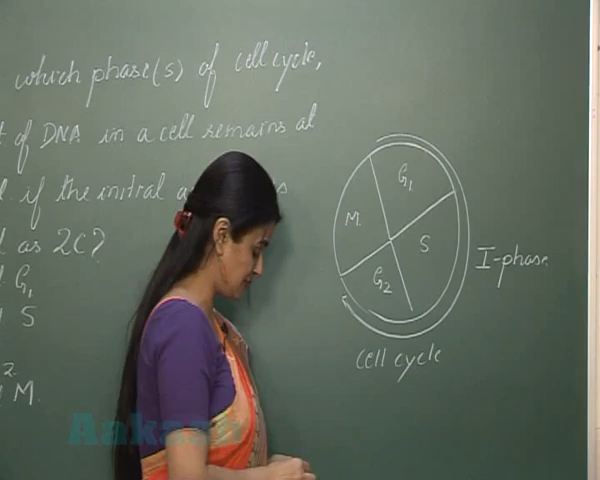 which phase(s) of cell cycle,
t of DNA in a cell remains at
if the initial
as 2C?
G1
S
2
M.
G1
M
S
G2
I-phase
cell cycle
Aakash